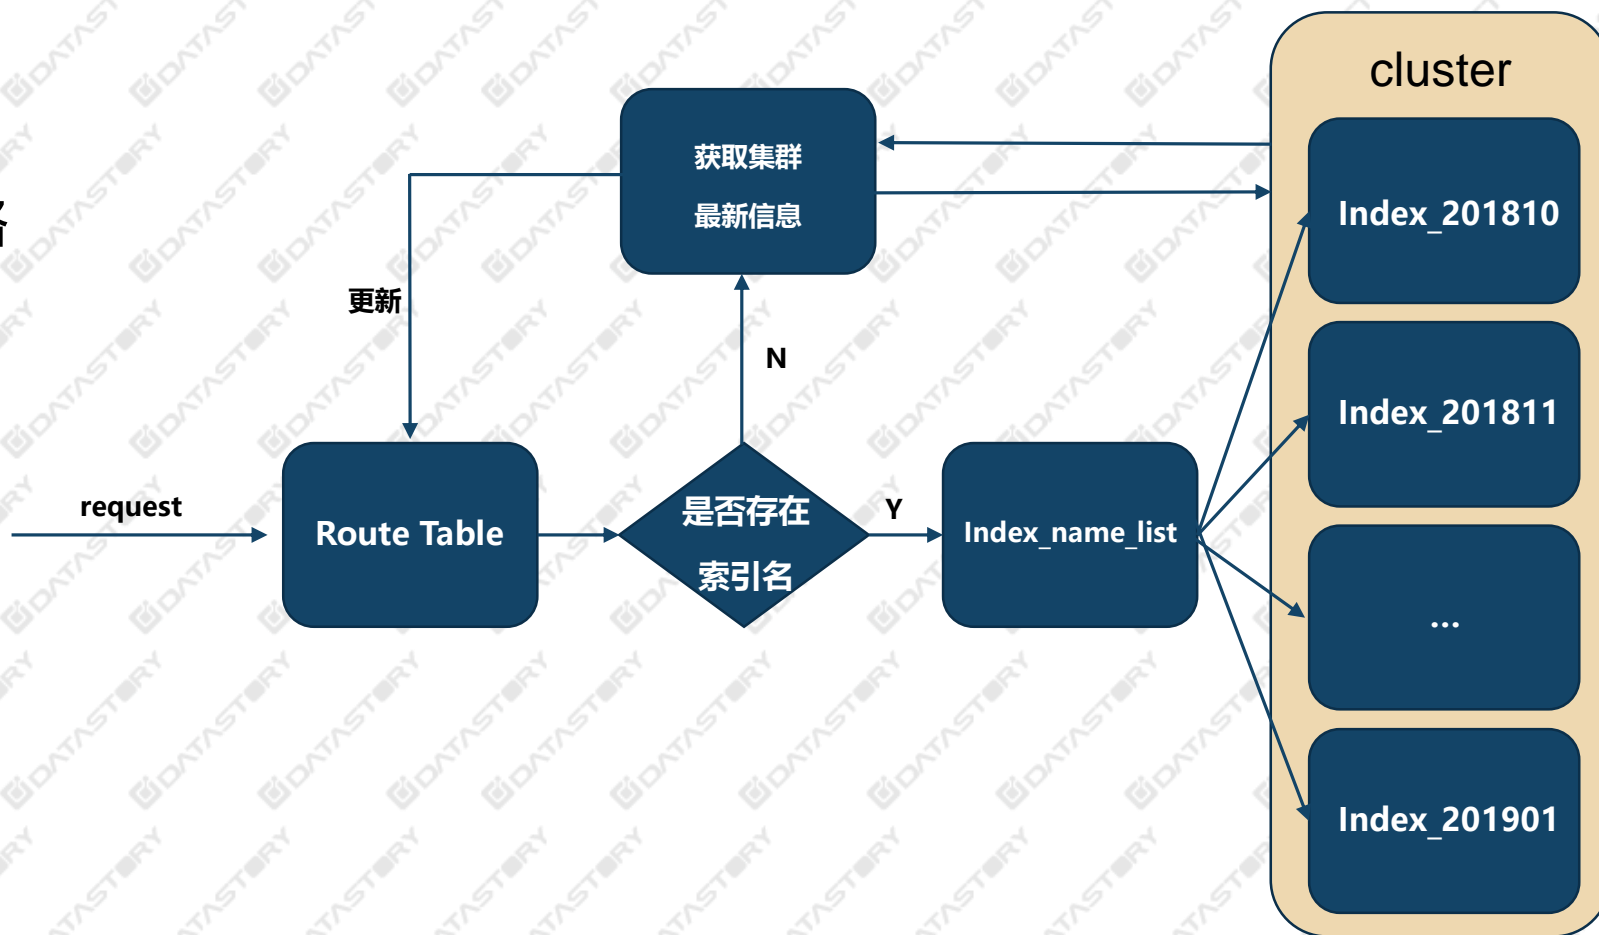 cluster
获取集群
最新信息
Index_201810
更新
N
Index_201811
request
Route Table
是否存在
索引名
Y
Index_name_list
...
Index_201901
DATASTORY